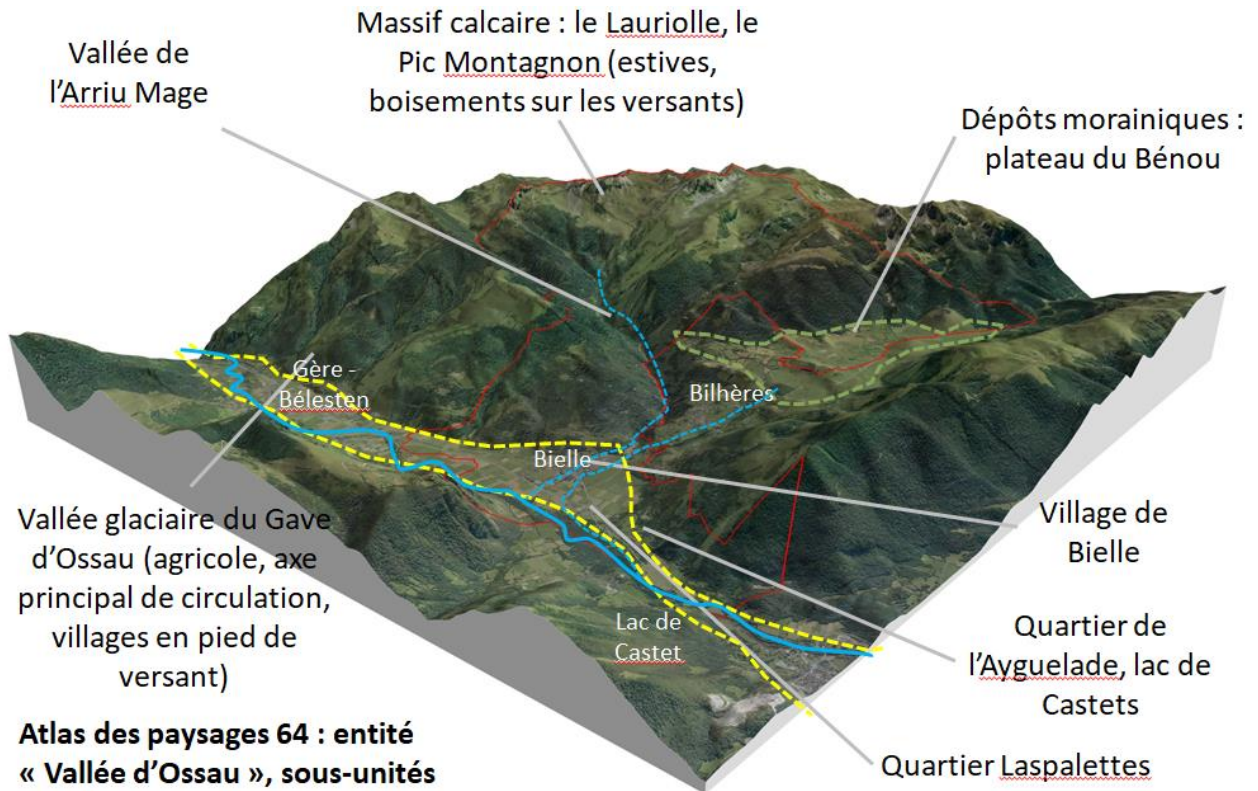 Massif calcaire : le Lauriolle, le
Pic Montagnon (estives,
boisements sur les versants)
Vallée de
l’Arriu Mage
Dépôts morainiques :
plateau du Bénou
Gère -
Bélesten
Bilhères
Bielle
Vallée glaciaire du Gave
d’Ossau (agricole, axe
principal de circulation,
villages en pied de
versant)
Village de
Bielle
Lac de
Castet
Quartier de
l’Ayguelade, lac de
Castets
Quartier Laspalettes
Atlas des paysages 64 : entité
« Vallée d’Ossau », sous-unités